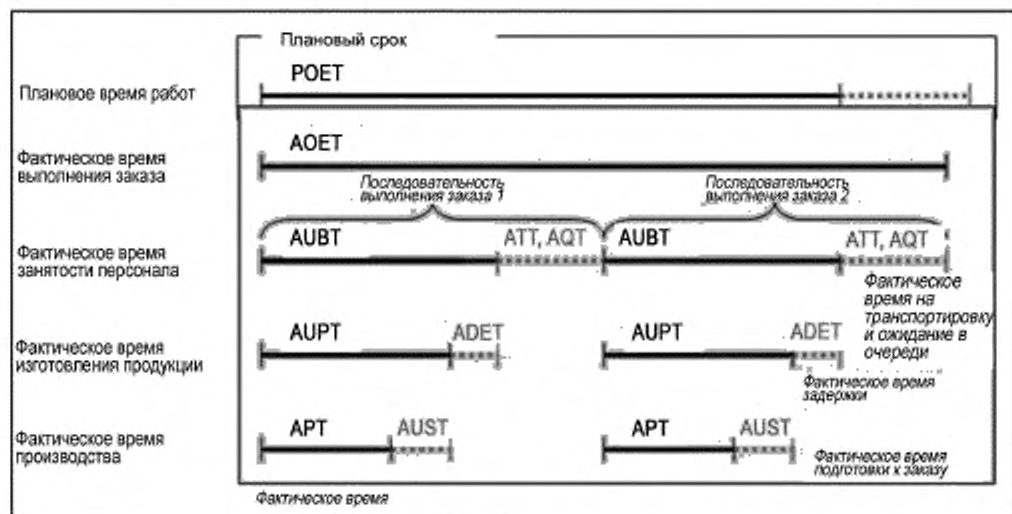 Плановый срок
POET
Плановое время работ
AOET
Фактическое время
выполнения заказа
Последовательность
выполнения заказа 1
Последовательность
выполнения заказа 2
AUBT
ATT, AQT
AUBT
ATT, AQT
Фактическое время
занятости персонала
Фактическое
время на
транспортировку
и ожидание в
очереди
AUPT
ADET
AUPT
ADET
Фактическое время
изготовления продукции
Фактическое время
задержки
APT
AUST
APT
AUST
Фактическое время
производства
Фактическое время
подготовки к заказу
Фактическое время